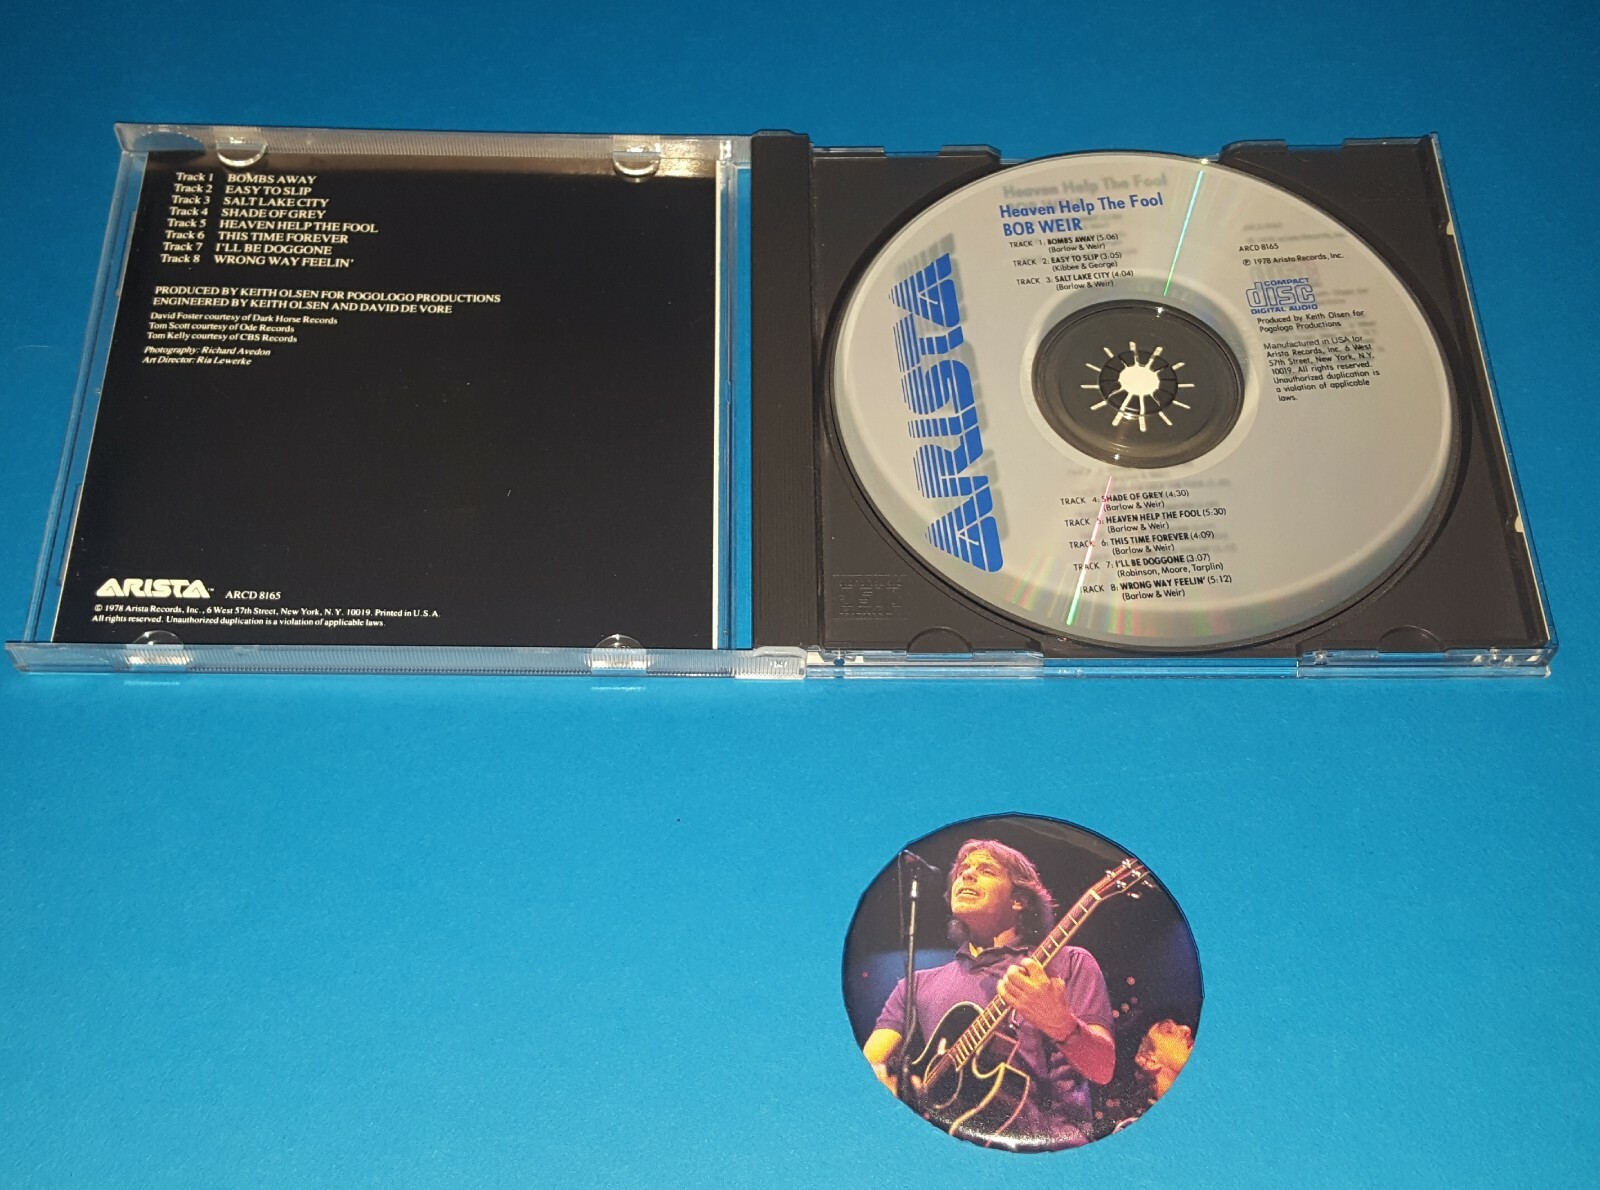 Track 1 BOMBS AWAY
Track 2 EASY TO SLIP
Track 3 SALT LAKE CITY
Track 4 SHADE OF GREY
Track 5 HEAVEN HELP THE FOOL
Track 6 THIS TIME FOREVER
Track 7 I'LL BE DOGGONE
Track 8 WRONG WAY FEELIN'
PRODUCED BY KEITH OLSEN FOR POGOLOGO PRODUCTIONS
ENGINEERED BY KEITH OLSEN AND DAVID DE VORE
David Foster courtesy of Dark Horse Records
Tom Scott courtesy of Ode Records
Tom Kelly courtesy of CBS Records
Photography: Richard Avedon
Art Director: Ria Lewerke
ARISTA™ ARCD 8165
© 1978 Arista Records, Inc., 6 West 57th Street, New York, N.Y. 10019. Printed in U.S.A.
All rights reserved. Unauthorized duplication is a violation of applicable laws.
Heaven Help The Fool
BOB WEIR
TRACK 1. BOMBS AWAY (5:06)
(Barlow & Weir)
TRACK 2: EASY TO SLIP (3:05)
(Kibbee & George)
TRACK 3. SALT LAKE CITY (4:04)
(Barlow & Weir)
ARISTA
ARCD 8165
℗ 1978 Arista Records, Inc.
COMPACT
disc
DIGITAL AUDIO
Produced by Keith Olsen for
Pogologo Productions
Manufactured in USA for
Arista Records, Inc. 6 West
57th Street, New York, N.Y.
10019. All rights reserved.
Unauthorized duplication is
a violation of applicable
laws.
TRACK 4: SHADE OF GREY (4:30)
(Barlow & Weir)
TRACK 5: HEAVEN HELP THE FOOL (5:30)
(Barlow & Weir)
TRACK 6: THIS TIME FOREVER (4:09)
(Barlow & Weir)
TRACK 7: I'LL BE DOGGONE (3:07)
(Robinson, Moore, Tarplin)
TRACK 8: WRONG WAY FEELIN' (5:12)
(Barlow & Weir)